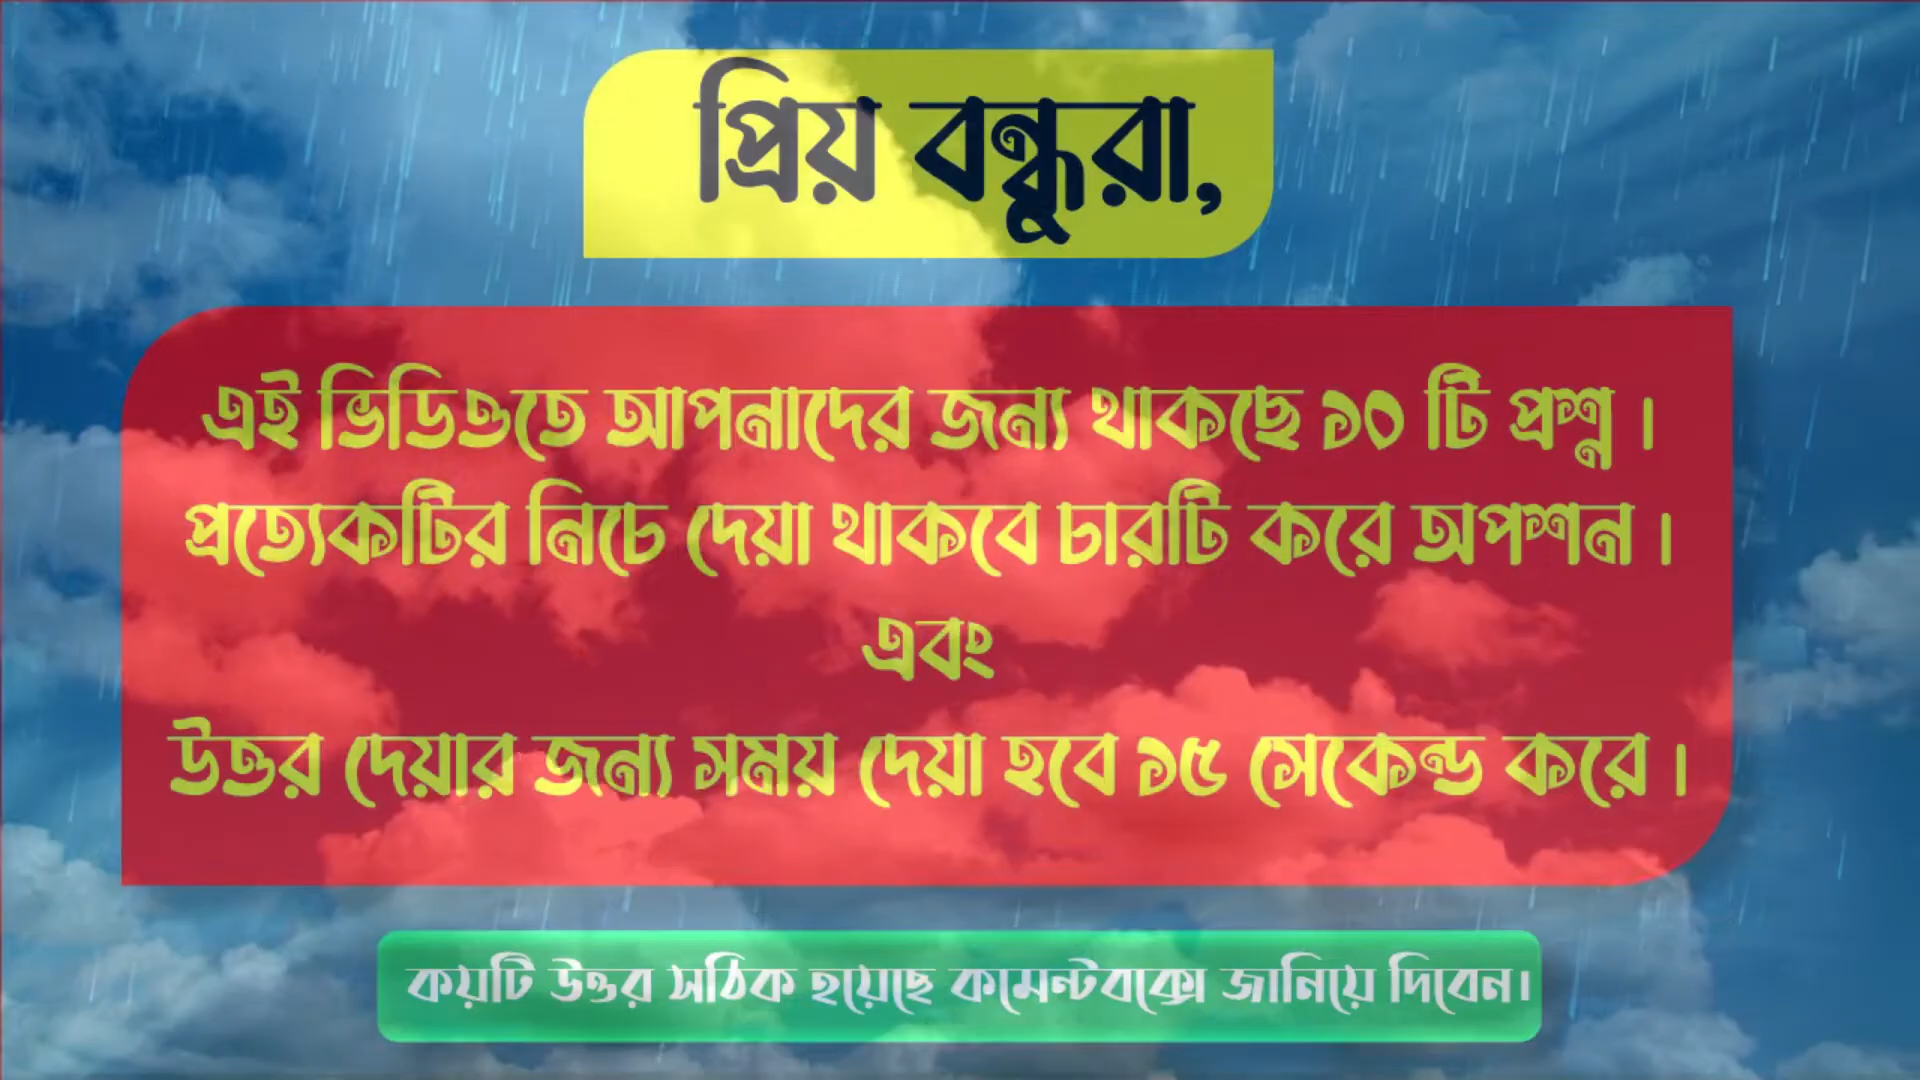 প্রিয় বন্ধুরা,
এই ভিডিওতে আপনাদের জন্য থাকছে ১০ টি প্রশ্ন ।
প্রত্যেকটির নিচে দেয়া থাকবে চারটি করে অপশন ।
এবং
উত্তর দেয়ার জন্য সময় দেয়া হবে ১৫ সেকেন্ড করে ।
কয়টি উত্তর সঠিক হয়েছে কমেন্টবক্সে জানিয়ে দিবেন।